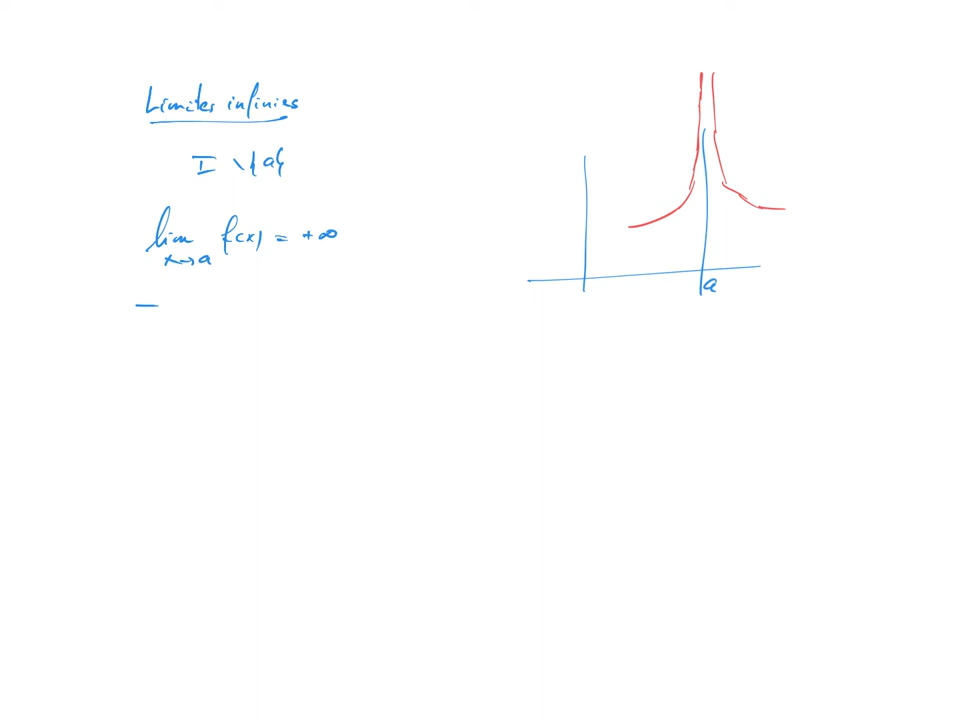 Limites infinies
I \ {a}
lim f(x) = +∞
x→a
a